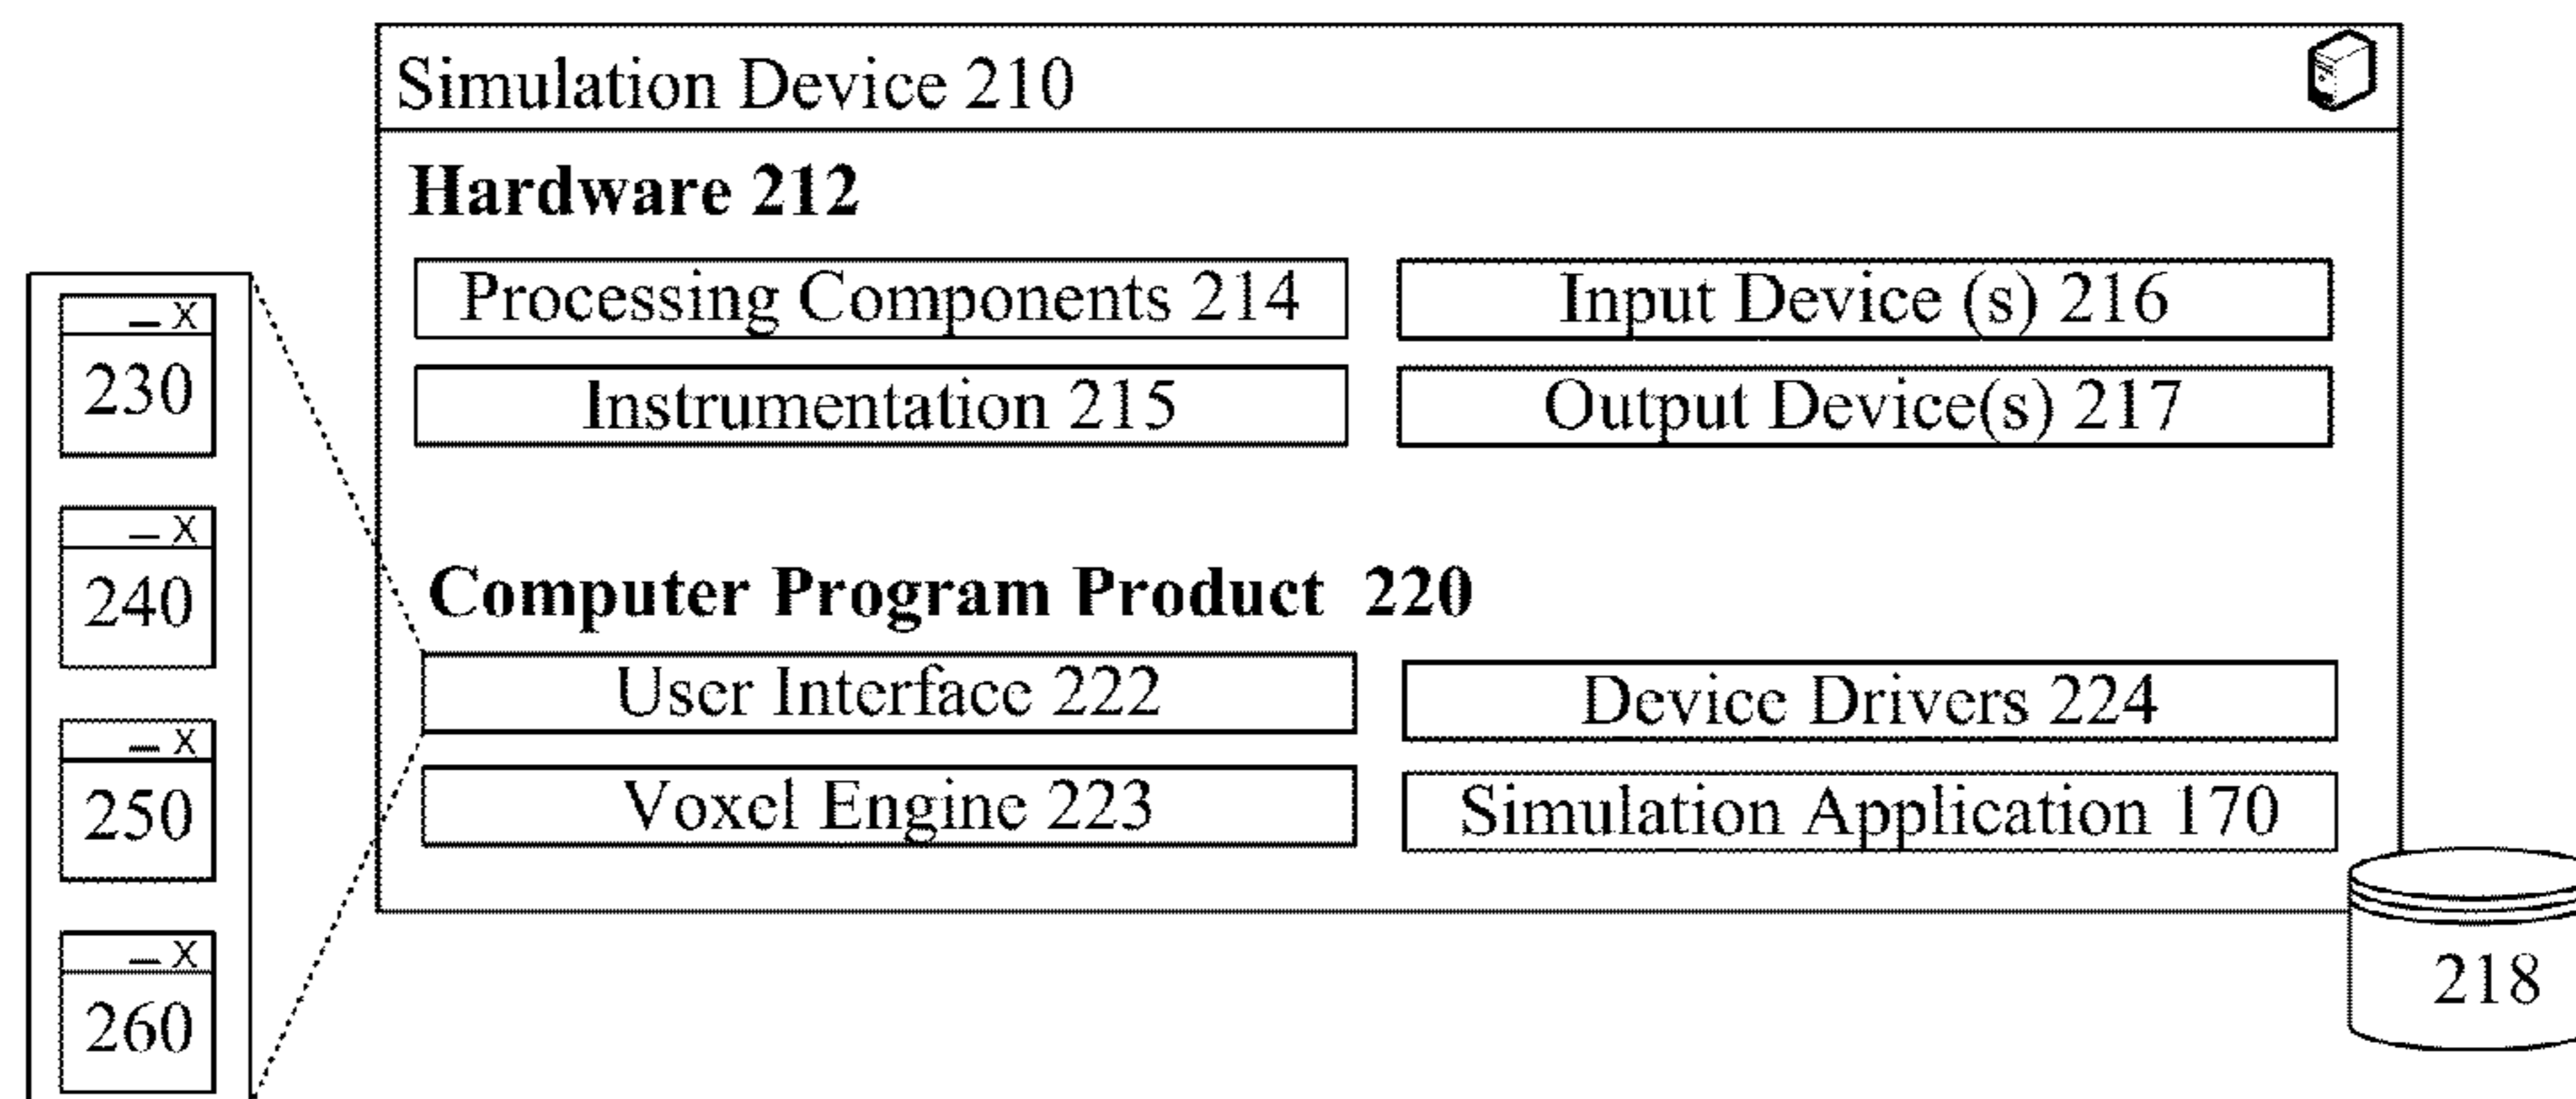 Simulation Device 210
Hardware 212
Processing Components 214
Input Device (s) 216
Instrumentation 215
Output Device(s) 217
Computer Program Product 220
User Interface 222
Device Drivers 224
Voxel Engine 223
Simulation Application 170
_ X
230
_ X
240
_ X
250
_ X
260
218